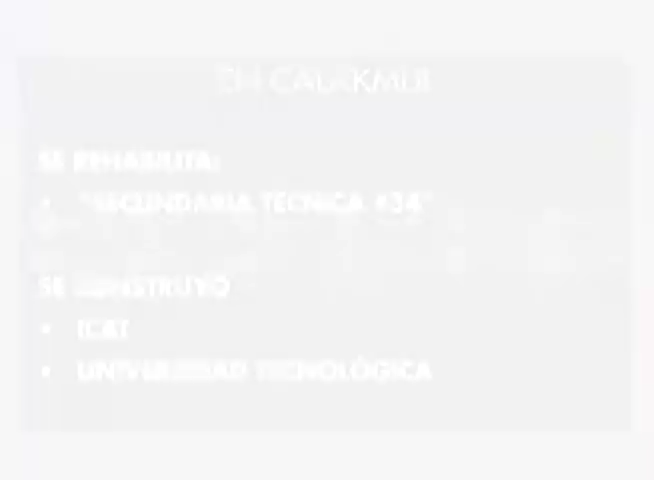 EN CALAKMUL
SE REHABILITA:
• "SECUNDARIA TECNICA #34"
SE CONSTRUYÓ
• ICAT
• UNIVERSIDAD TECNOLÓGICA